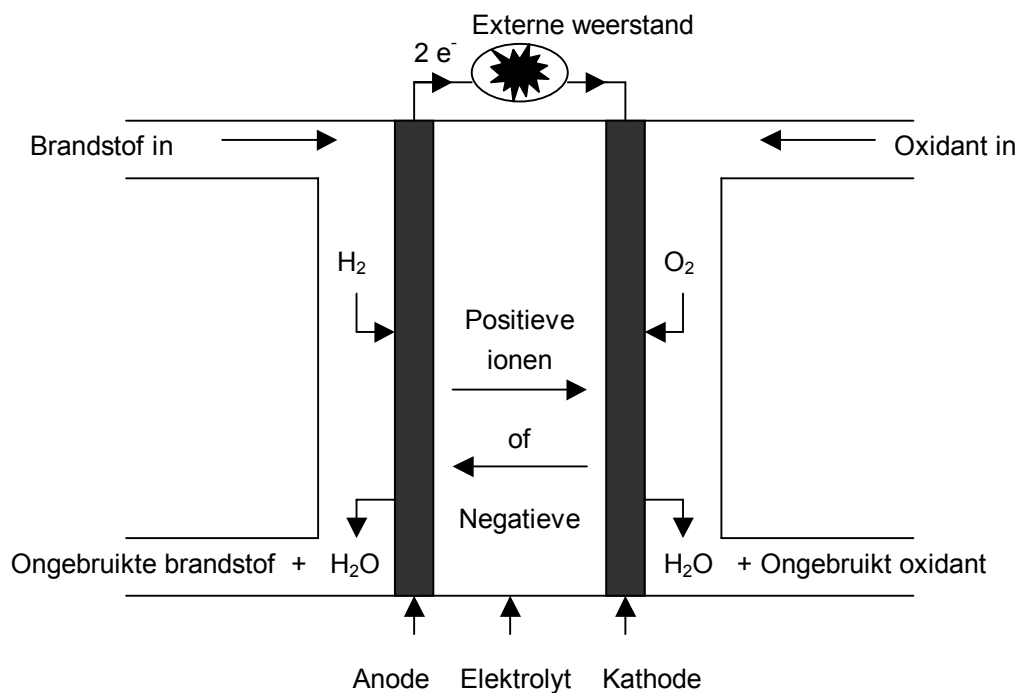 Externe weerstand
2 e⁻
Brandstof in
Oxidant in
H₂
O₂
Positieve
ionen
of
Negatieve
Ongebruikte brandstof + H₂O
H₂O + Ongebruikt oxidant
Anode
Elektrolyt
Kathode